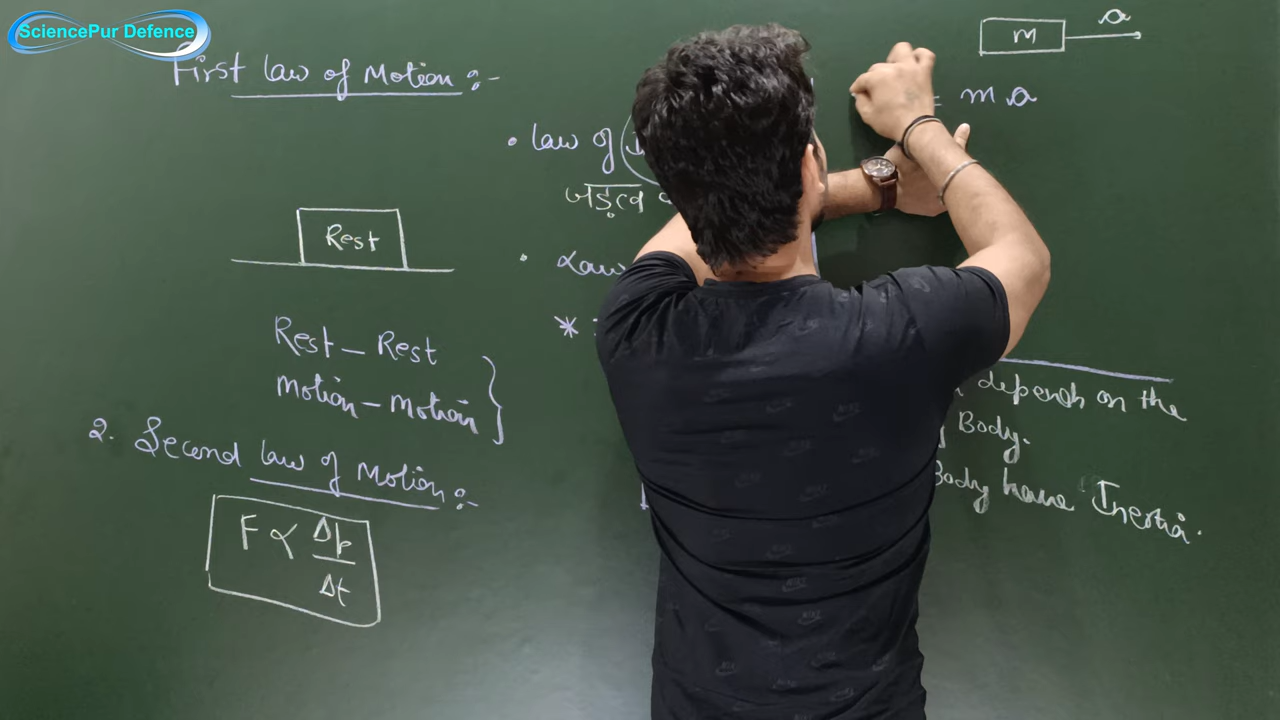 SciencePur Defence
First Law of Motion :-
m a
= m.a
• Law of
जड़त्व
Rest
• Law
*
Rest - Rest
Motion - Motion
depends on the
Body.
2. Second Law of Motion :-
Body have Inertia.
F ∝ Δp
Δt